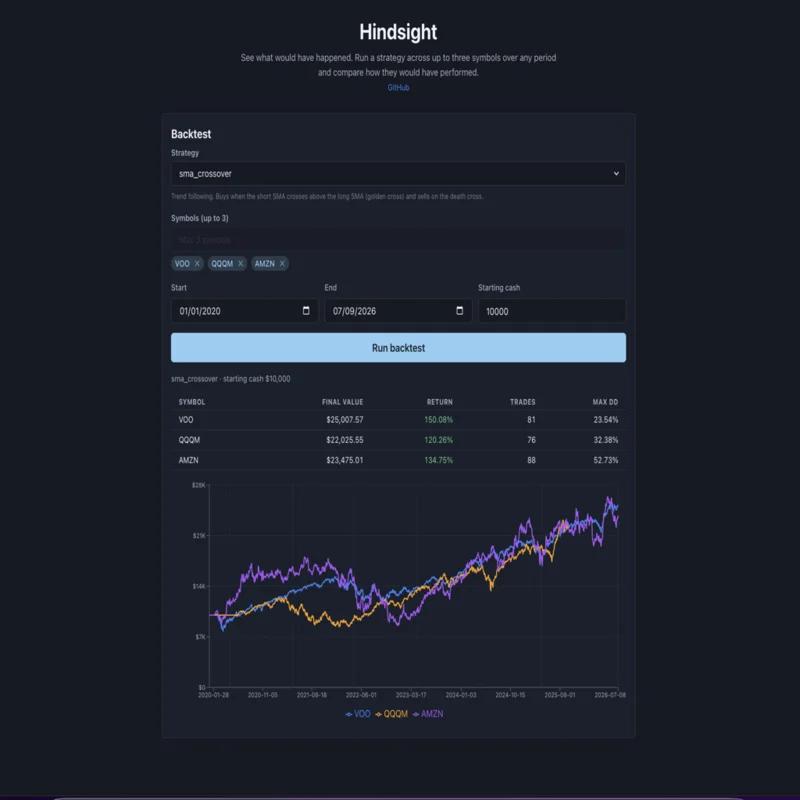 Hindsight
See what would have happened. Run a strategy across up to three symbols over any period
and compare how they would have performed.
GitHub
Backtest
Strategy
sma_crossover
Trend following. Buys when the short SMA crosses above the long SMA (golden cross) and sells on the death cross.
Symbols (up to 3)
Max 3 symbols
VOO X QQQM X AMZN X
Start End Starting cash
01/01/2020 07/09/2026 10000
Run backtest
sma_crossover · starting cash $10,000
SYMBOL FINAL VALUE RETURN TRADES MAX DD
VOO $25,007.57 150.08% 81 23.54%
QQQM $22,025.55 120.26% 76 32.38%
AMZN $23,475.01 134.75% 88 52.73%
$28K
$21K
$14K
$7K
$0
2020-01-28 2020-11-05 2021-08-18 2022-06-01 2023-03-17 2024-01-03 2024-10-15 2025-08-01 2026-07-08
VOO QQQM AMZN